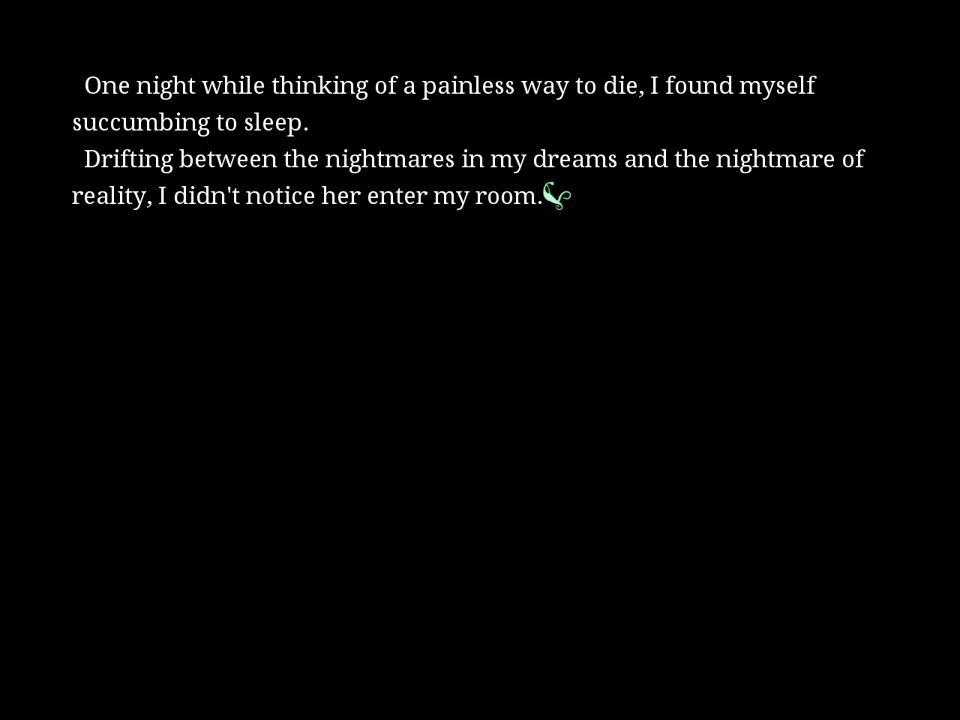 One night while thinking of a painless way to die, I found myself
succumbing to sleep.
Drifting between the nightmares in my dreams and the nightmare of
reality, I didn't notice her enter my room.